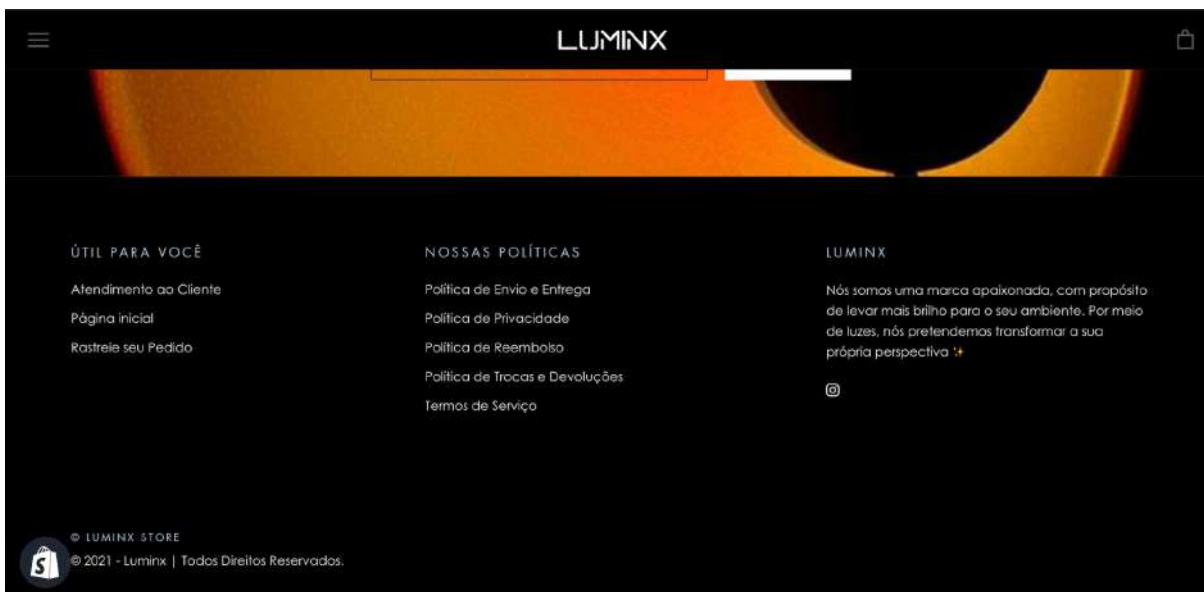 LUMINX
ÚTIL PARA VOCÊ
Atendimento ao Cliente
Página inicial
Rastreie seu Pedido
NOSSAS POLÍTICAS
Política de Envio e Entrega
Política de Privacidade
Política de Reembolso
Política de Trocas e Devoluções
Termos de Serviço
LUMINX
Nós somos uma marca apaixonada, com propósito
de levar mais brilho para o seu ambiente. Por meio
de luzes, nós pretendemos transformar a sua
própria perspectiva ✨
© LUMINX STORE
© 2021 - Luminx | Todos Direitos Reservados.